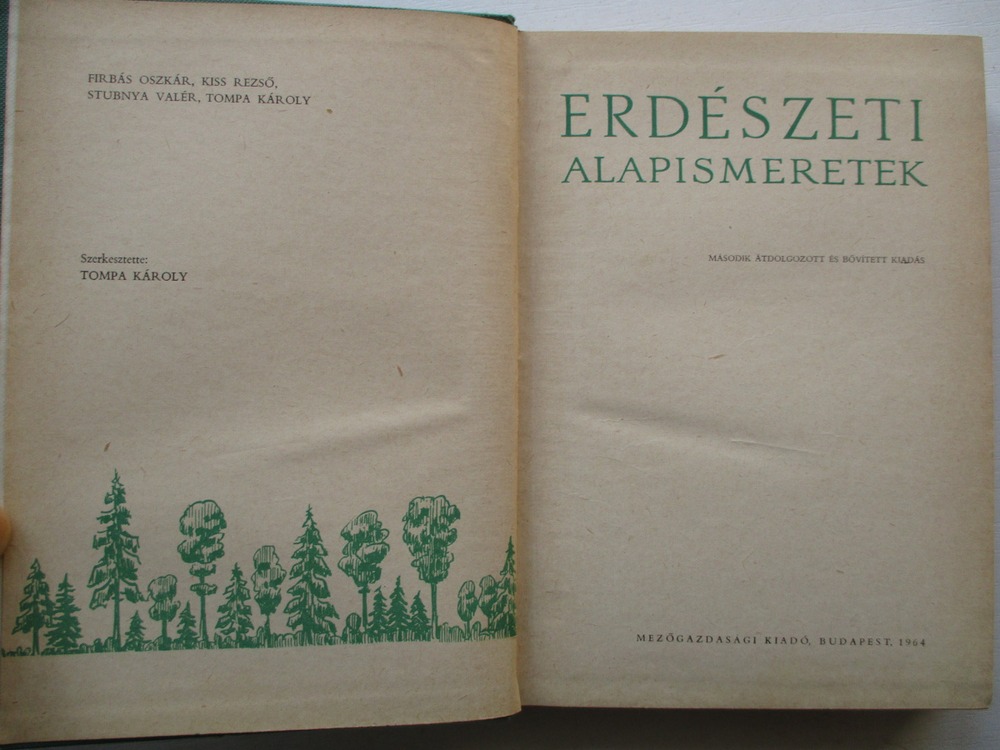 FIRBÁS OSZKÁR, KISS REZSŐ,
STUBNYA VALÉR, TOMPA KÁROLY
Szerkesztette:
TOMPA KÁROLY
ERDÉSZETI
ALAPISMERETEK
MÁSODIK ÁTDOLGOZOTT ÉS BŐVÍTETT KIADÁS
MEZŐGAZDASÁGI KIADÓ, BUDAPEST, 1964